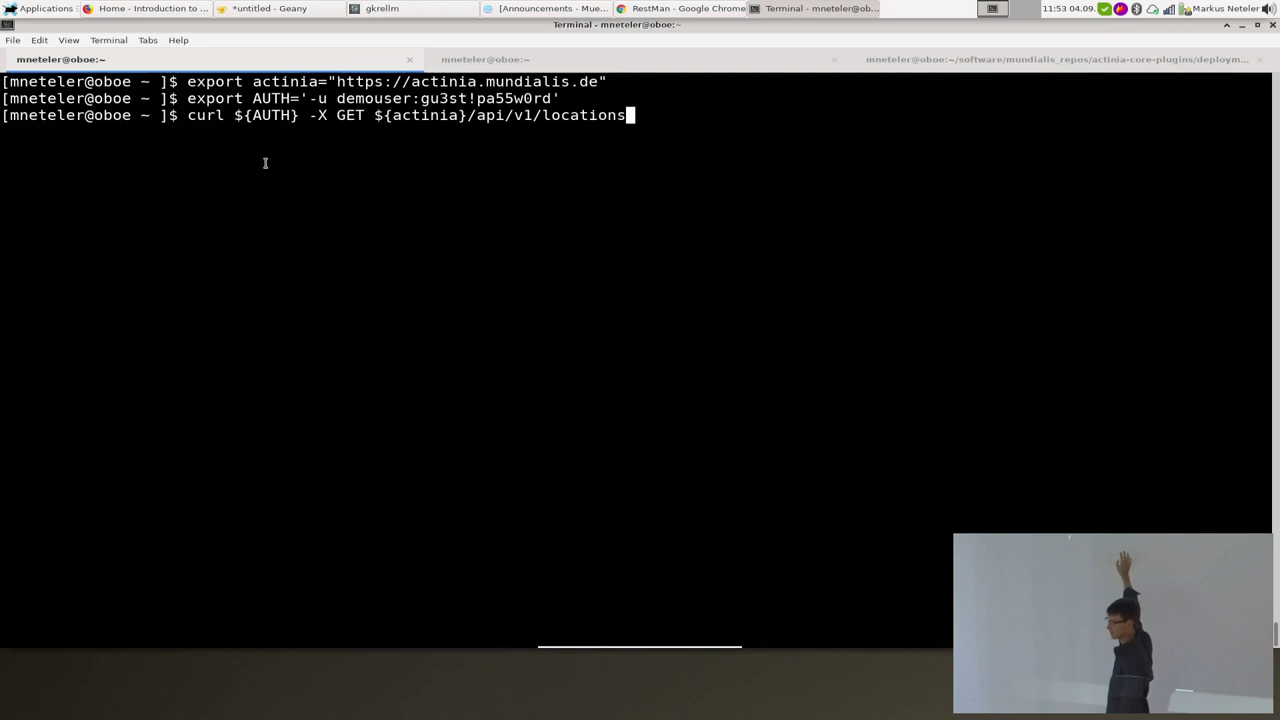 Applications
Home - Introduction to ...
*untitled - Geany
gkrellm
[Announcements - Mue...
RestMan - Google Chrome
Terminal - mneteler@ob...
11:53 04.09.
Markus Neteler
Terminal - mneteler@oboe:~
File Edit View Terminal Tabs Help
mneteler@oboe:~
mneteler@oboe:~
mneteler@oboe:~/software/mundialis_repos/actinia-core-plugins/deploym...
[mneteler@oboe ~ ]$ export actinia="https://actinia.mundialis.de"
[mneteler@oboe ~ ]$ export AUTH='-u demouser:gu3st!pa55w0rd'
[mneteler@oboe ~ ]$ curl ${AUTH} -X GET ${actinia}/api/v1/locations